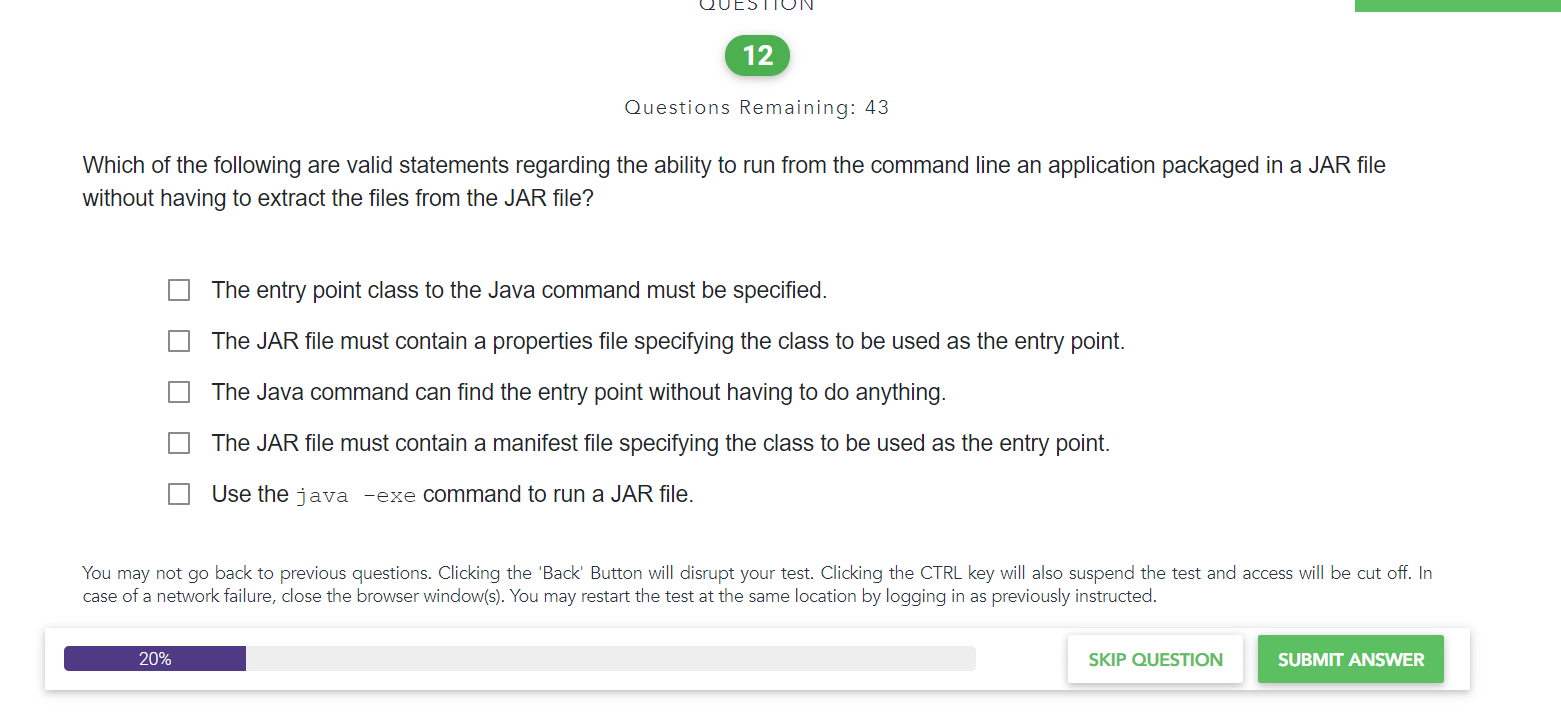 QUESTION
12
Questions Remaining: 43
Which of the following are valid statements regarding the ability to run from the command line an application packaged in a JAR file
without having to extract the files from the JAR file?
The entry point class to the Java command must be specified.
The JAR file must contain a properties file specifying the class to be used as the entry point.
The Java command can find the entry point without having to do anything.
The JAR file must contain a manifest file specifying the class to be used as the entry point.
Use the java -exe command to run a JAR file.
You may not go back to previous questions. Clicking the 'Back' Button will disrupt your test. Clicking the CTRL key will also suspend the test and access will be cut off. In
case of a network failure, close the browser window(s). You may restart the test at the same location by logging in as previously instructed.
20%
SKIP QUESTION
SUBMIT ANSWER